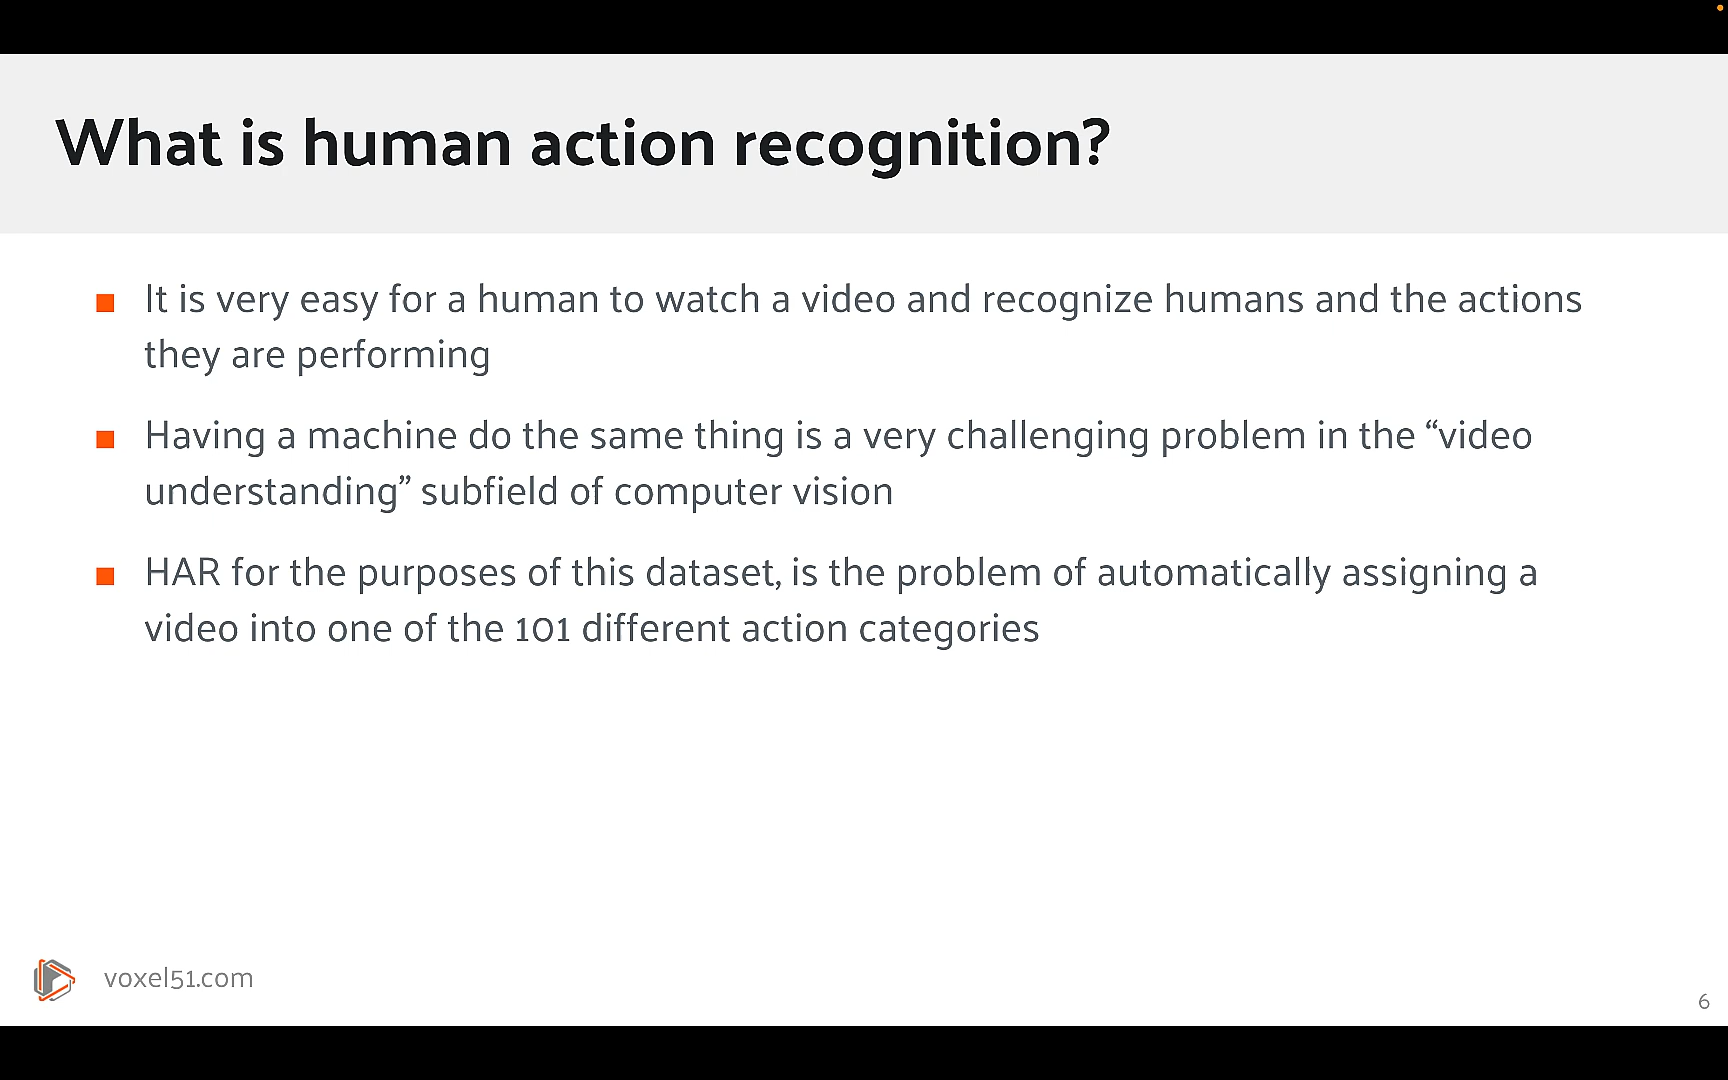 What is human action recognition?
It is very easy for a human to watch a video and recognize humans and the actions
they are performing
Having a machine do the same thing is a very challenging problem in the “video
understanding” subfield of computer vision
HAR for the purposes of this dataset, is the problem of automatically assigning a
video into one of the 101 different action categories
voxel51.com
6